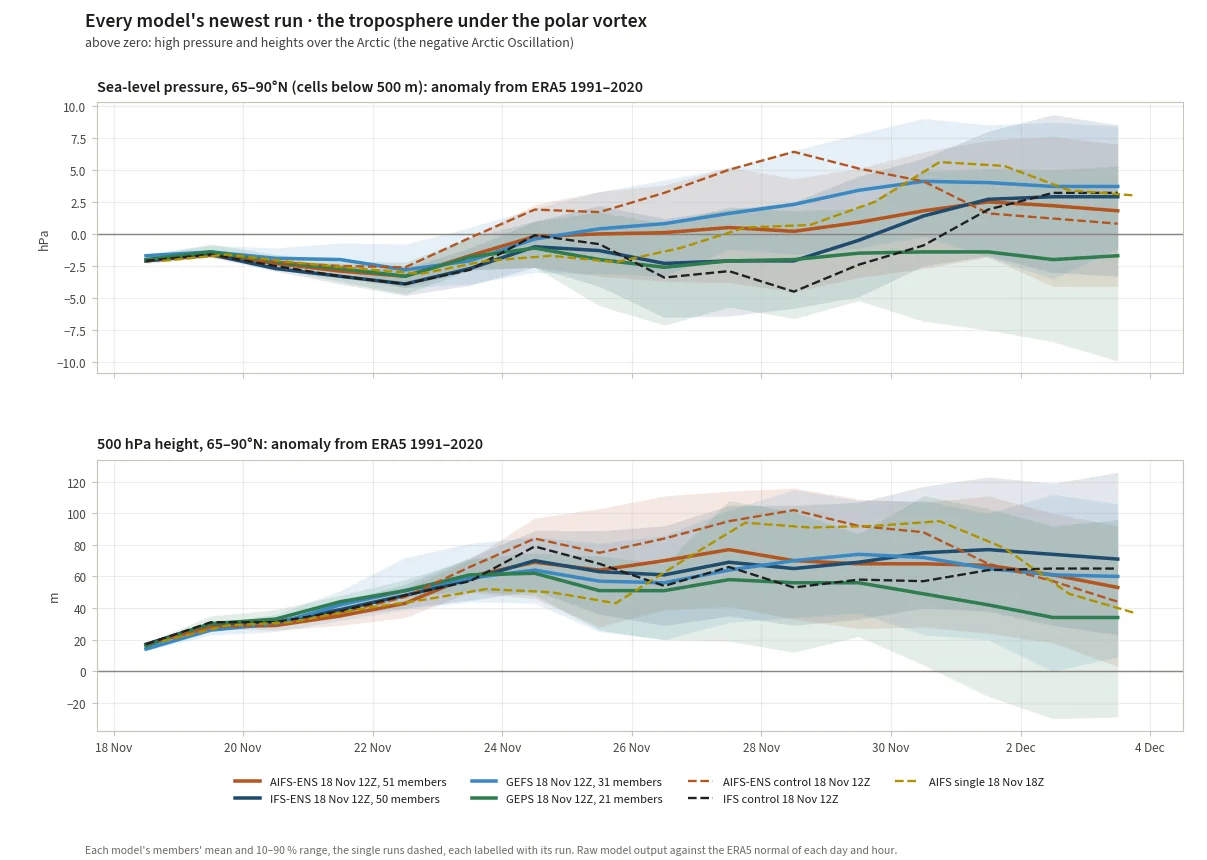 Every model's newest run · the troposphere under the polar vortex
above zero: high pressure and heights over the Arctic (the negative Arctic Oscillation)
Sea-level pressure, 65–90°N (cells below 500 m): anomaly from ERA5 1991–2020
10.0
7.5
5.0
2.5
0.0
−2.5
−5.0
−7.5
−10.0
hPa
500 hPa height, 65–90°N: anomaly from ERA5 1991–2020
120
100
80
60
40
20
0
−20
m
18 Nov 20 Nov 22 Nov 24 Nov 26 Nov 28 Nov 30 Nov 2 Dec 4 Dec
AIFS-ENS 18 Nov 12Z, 51 members GEFS 18 Nov 12Z, 31 members AIFS-ENS control 18 Nov 12Z AIFS single 18 Nov 18Z
IFS-ENS 18 Nov 12Z, 50 members GEPS 18 Nov 12Z, 21 members IFS control 18 Nov 12Z
Each model's members' mean and 10–90 % range, the single runs dashed, each labelled with its run. Raw model output against the ERA5 normal of each day and hour.